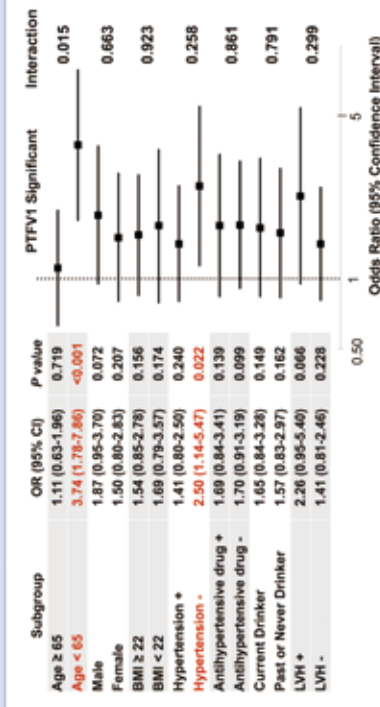 Subgroup OR (95% CI) P value PTFV1 Significant Interaction
Age ≥ 65 1.11 (0.63-1.96) 0.719 0.015
Age < 65 3.74 (1.78-7.86) <0.001
Male 1.87 (0.95-3.70) 0.072 0.663
Female 1.50 (0.80-2.83) 0.207
BMI ≥ 22 1.54 (0.85-2.78) 0.156 0.923
BMI < 22 1.69 (0.79-3.57) 0.174
Hypertension + 1.41 (0.80-2.50) 0.240 0.258
Hypertension - 2.50 (1.14-5.47) 0.022
Antihypertensive drug + 1.69 (0.84-3.41) 0.139 0.861
Antihypertensive drug - 1.70 (0.91-3.19) 0.099
Current Drinker 1.65 (0.84-3.28) 0.149 0.791
Past or Never Drinker 1.57 (0.83-2.97) 0.162
LVH + 2.26 (0.95-5.40) 0.066 0.299
LVH - 1.41 (0.81-2.46) 0.228
0.50 1 5
Odds Ratio (95% Confidence Interval)